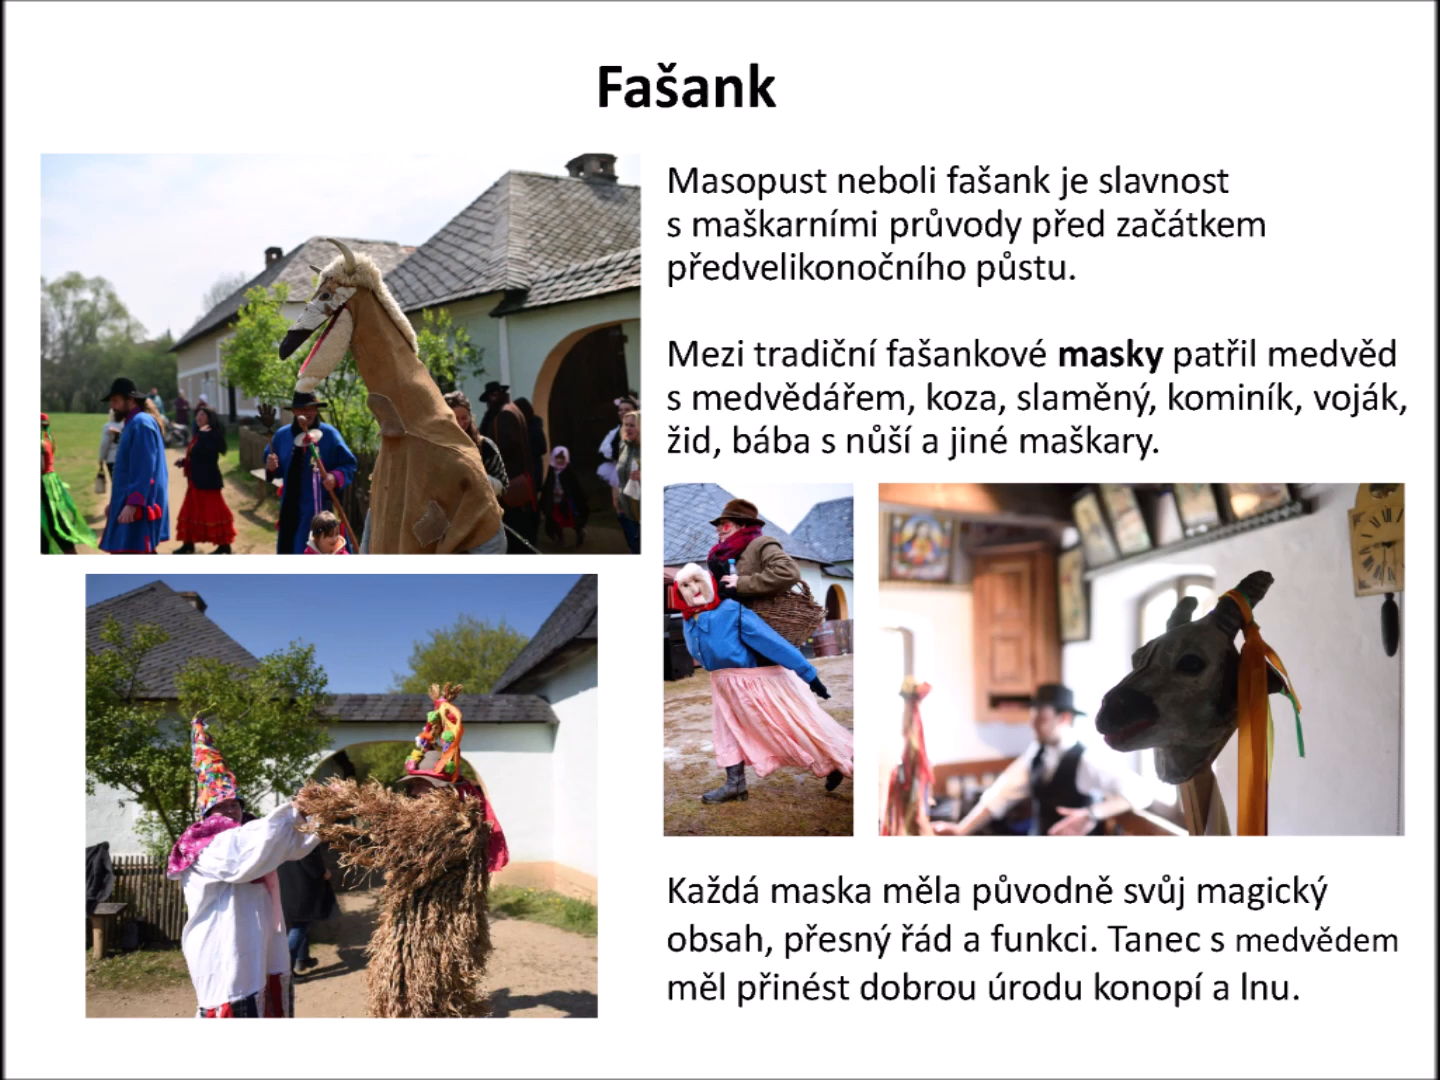 Fašank
Masopust neboli fašank je slavnost
s maškarními průvody před začátkem
předvelikonočního půstu.
Mezi tradiční fašankové masky patřil medvěd
s medvědářem, koza, slaměný, kominík, voják,
žid, bába s nůší a jiné maškary.
Každá maska měla původně svůj magický
obsah, přesný řád a funkci. Tanec s medvědem
měl přinést dobrou úrodu konopí a lnu.